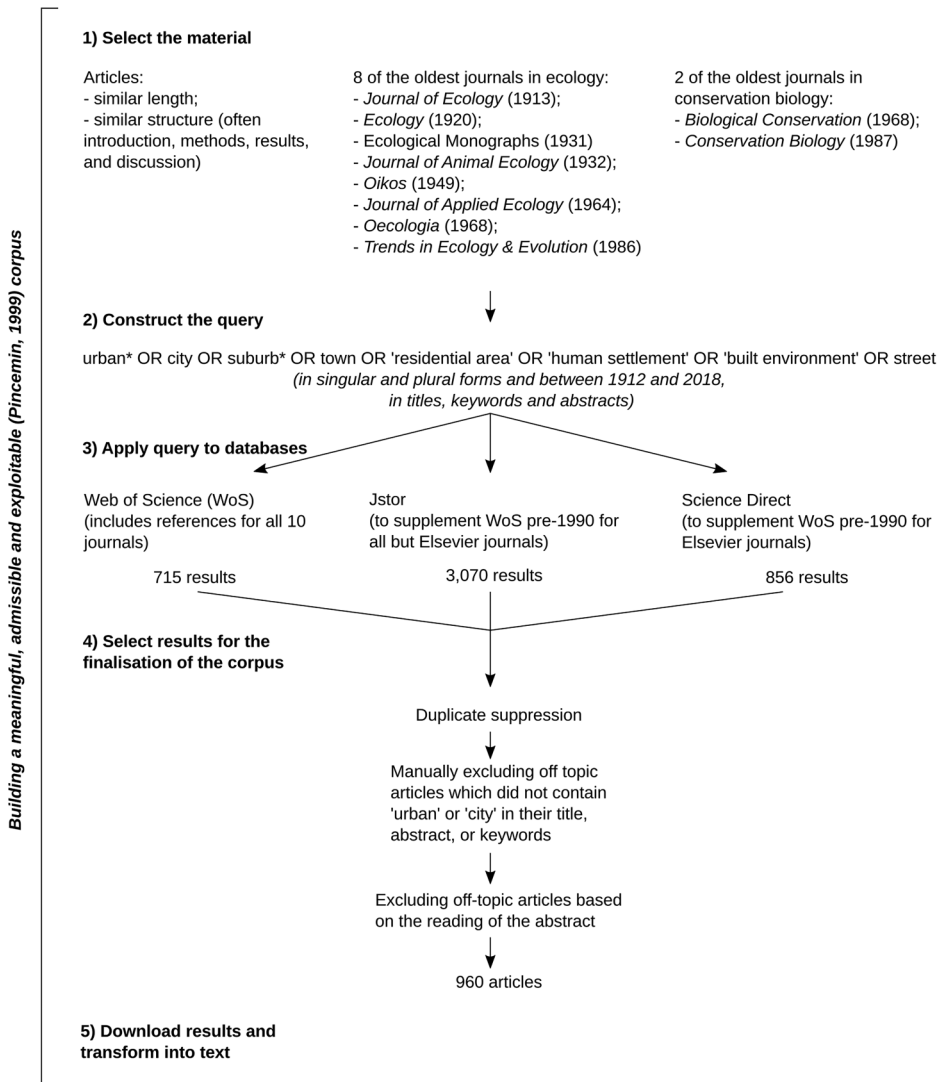 Building a meaningful, admissible and exploitable (Pincemin, 1999) corpus
1) Select the material
Articles:
- similar length;
- similar structure (often
introduction, methods, results,
and discussion)
8 of the oldest journals in ecology:
- Journal of Ecology (1913);
- Ecology (1920);
- Ecological Monographs (1931)
- Journal of Animal Ecology (1932);
- Oikos (1949);
- Journal of Applied Ecology (1964);
- Oecologia (1968);
- Trends in Ecology & Evolution (1986)
2 of the oldest journals in
conservation biology:
- Biological Conservation (1968);
- Conservation Biology (1987)
2) Construct the query
urban* OR city OR suburb* OR town OR 'residential area' OR 'human settlement' OR 'built environment' OR street
(in singular and plural forms and between 1912 and 2018,
in titles, keywords and abstracts)
3) Apply query to databases
Web of Science (WoS)
(includes references for all 10
journals)
715 results
Jstor
(to supplement WoS pre-1990 for
all but Elsevier journals)
3,070 results
Science Direct
(to supplement WoS pre-1990 for
Elsevier journals)
856 results
4) Select results for the
finalisation of the corpus
Duplicate suppression
Manually excluding off topic
articles which did not contain
'urban' or 'city' in their title,
abstract, or keywords
Excluding off-topic articles based
on the reading of the abstract
960 articles
5) Download results and
transform into text